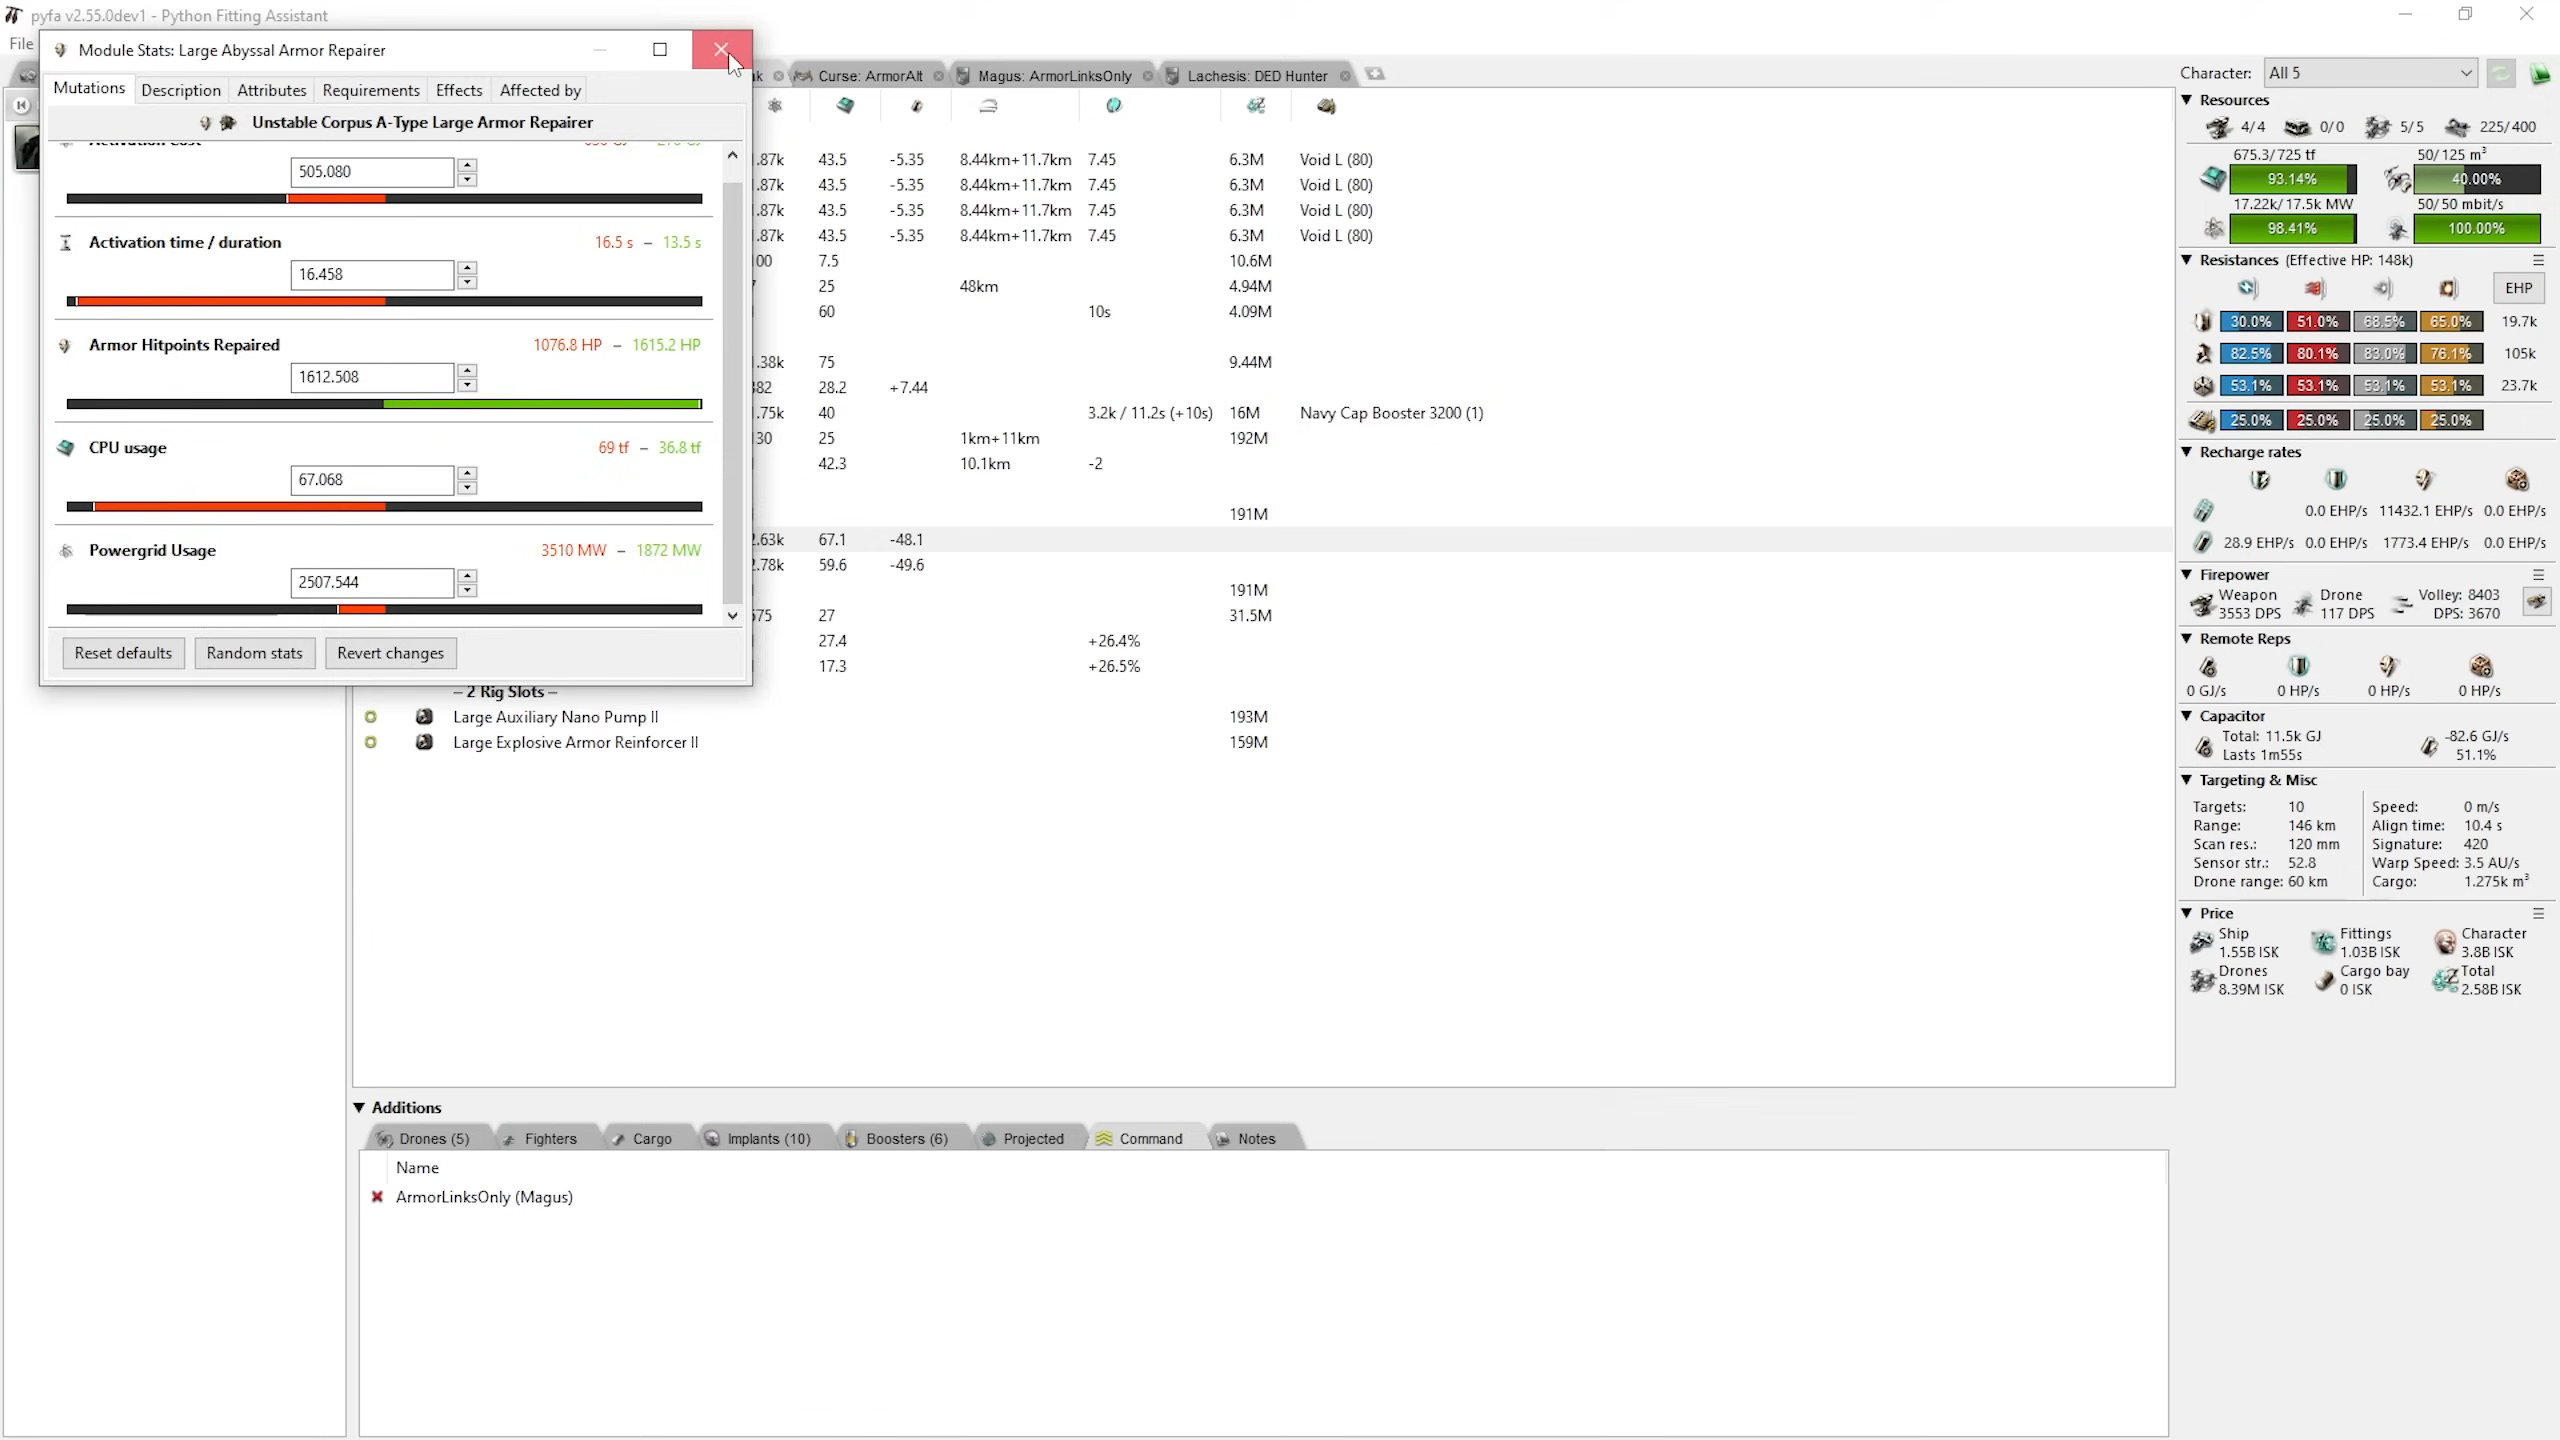 pyfa v2.55.0dev1 - Python Fitting Assistant
File
Module Stats: Large Abyssal Armor Repairer
Mutations Description Attributes Requirements Effects Affected by
Unstable Corpus A-Type Large Armor Repairer
505.080
Activation time / duration 16.5 s – 13.5 s
16.458
Armor Hitpoints Repaired 1076.8 HP – 1615.2 HP
1612.508
CPU usage 69 tf – 36.8 tf
67.068
Powergrid Usage 3510 MW – 1872 MW
2507.544
Reset defaults Random stats Revert changes
Curse: ArmorAlt Magus: ArmorLinksOnly Lachesis: DED Hunter
.87k 43.5 -5.35 8.44km+11.7km 7.45 6.3M Void L (80)
.87k 43.5 -5.35 8.44km+11.7km 7.45 6.3M Void L (80)
.87k 43.5 -5.35 8.44km+11.7km 7.45 6.3M Void L (80)
.87k 43.5 -5.35 8.44km+11.7km 7.45 6.3M Void L (80)
00 7.5 10.6M
25 48km 4.94M
60 10s 4.09M
.38k 75 9.44M
82 28.2 +7.44
.75k 40 3.2k / 11.2s (+10s) 16M Navy Cap Booster 3200 (1)
30 25 1km+11km 192M
42.3 10.1km -2
191M
.63k 67.1 -48.1
.78k 59.6 -49.6
191M
575 27 31.5M
27.4 +26.4%
17.3 +26.5%
– 2 Rig Slots –
Large Auxiliary Nano Pump II 193M
Large Explosive Armor Reinforcer II 159M
Additions
Drones (5) Fighters Cargo Implants (10) Boosters (6) Projected Command Notes
Name
ArmorLinksOnly (Magus)
Character: All 5
Resources
4/4 0/0 5/5 225/400
675.3/725 tf 50/125 m³
93.14% 40.00%
17.22k/17.5k MW 50/50 mbit/s
98.41% 100.00%
Resistances (Effective HP: 148k)
EHP
30.0% 51.0% 68.5% 65.0% 19.7k
82.5% 80.1% 83.0% 76.1% 105k
53.1% 53.1% 53.1% 53.1% 23.7k
25.0% 25.0% 25.0% 25.0%
Recharge rates
0.0 EHP/s 11432.1 EHP/s 0.0 EHP/s
28.9 EHP/s 0.0 EHP/s 1773.4 EHP/s 0.0 EHP/s
Firepower
Weapon Drone Volley: 8403
3553 DPS 117 DPS DPS: 3670
Remote Reps
0 GJ/s 0 HP/s 0 HP/s 0 HP/s
Capacitor
Total: 11.5k GJ -82.6 GJ/s
Lasts 1m55s 51.1%
Targeting & Misc
Targets: 10 Speed: 0 m/s
Range: 146 km Align time: 10.4 s
Scan res.: 120 mm Signature: 420
Sensor str.: 52.8 Warp Speed: 3.5 AU/s
Drone range: 60 km Cargo: 1.275k m³
Price
Ship Fittings Character
1.55B ISK 1.03B ISK 3.8B ISK
Drones Cargo bay Total
8.39M ISK 0 ISK 2.58B ISK